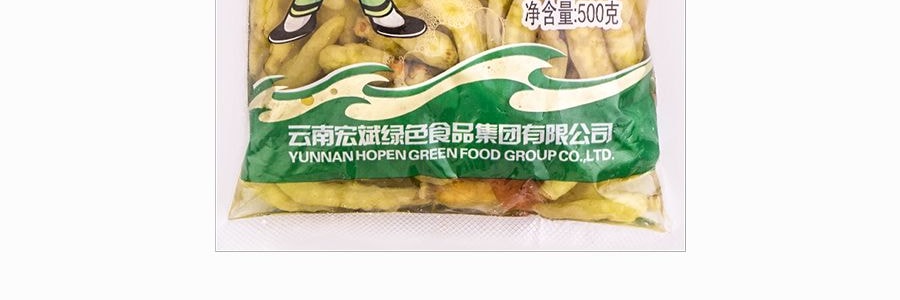 净含量:500克
云南宏斌绿色食品集团有限公司
YUNNAN HOPEN GREEN FOOD GROUP CO.,LTD.